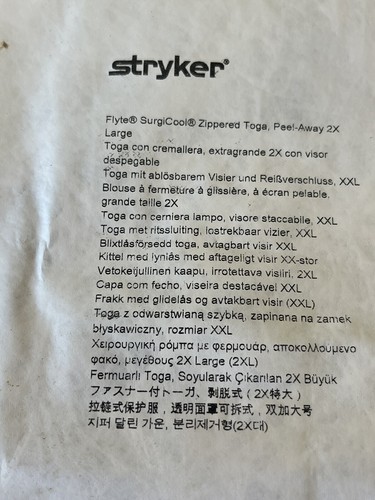 stryker®
Flyte® SurgiCool® Zippered Toga, Peel-Away 2X
Large
Toga con cremallera, extragrande 2X con visor
despegable
Toga mit ablösbarem Visier und Reißverschluss, XXL
Blouse à fermeture à glissière, à écran pelable,
grande taille 2X
Toga con cerniera lampo, visore staccabile, XXL
Toga met ritssluiting, lostrekbaar vizier, XXL
Blixtlåsförsedd toga, avtagbart visir XXL
Kittel med lynlås med aftageligt visir XX-stor
Vetoketjullinen kaapu, irrotettava visiiri, 2XL
Capa com fecho, viseira destacável XXL
Frakk med glidelås og avtakbart visir (XXL)
Toga z odwarstwianą szybką, zapinana na zamek
błyskawiczny, rozmiar XXL
Χειρουργική ρόμπα με φερμουάρ, αποκολλούμενο
φακό, μεγέθους 2X Large (2XL)
Fermuarlı Toga, Soyularak Çıkarılan 2X Büyük
ファスナー付トーガ、剥脱式（2X特大）
拉链式保护服，透明面罩可拆式，双加大号
지퍼 달린 가운, 분리제거형(2X대)